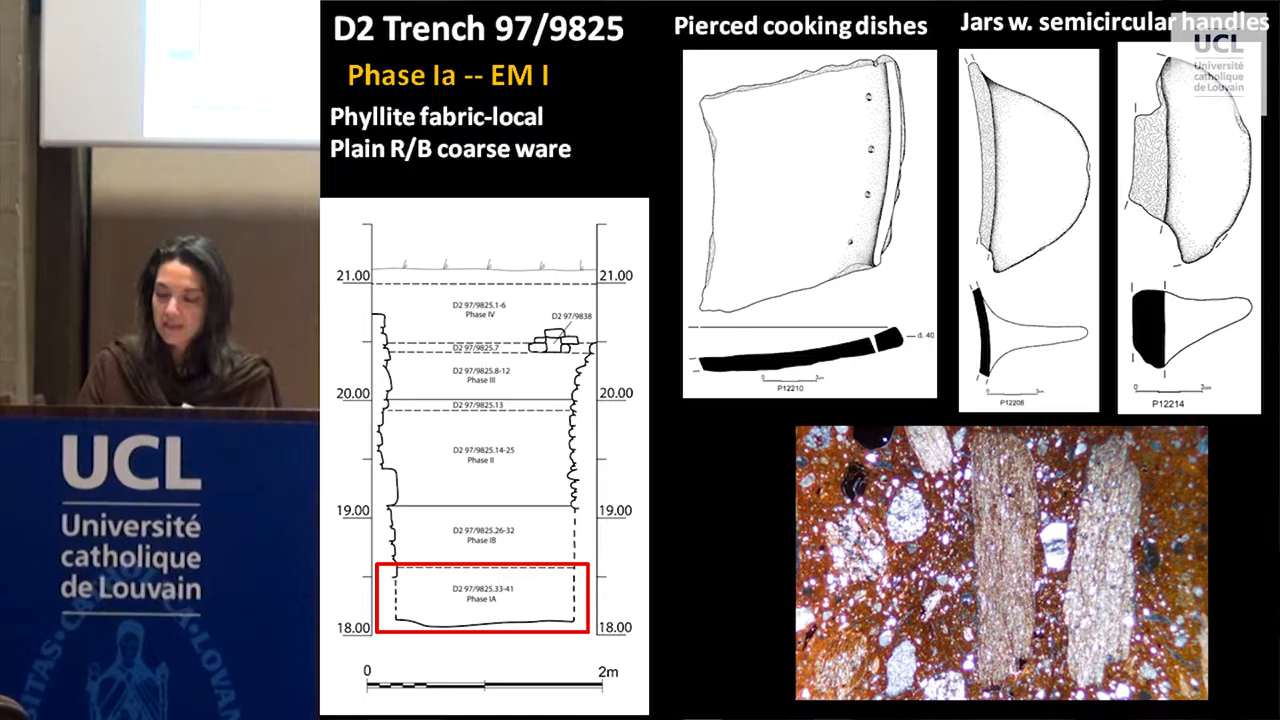 D2 Trench 97/9825
Phase Ia -- EM I
Phyllite fabric-local
Plain R/B coarse ware
Pierced cooking dishes
Jars w. semicircular handles
UCL
Université
catholique
de Louvain
21.00
21.00
D2 97/9825.1-6
Phase IV
D2 97/9838
D2 97/9825.7
D2 97/9825.8-12
Phase III
20.00
20.00
D2 97/9825.13
D2 97/9825.14-25
Phase II
19.00
19.00
D2 97/9825.26-32
Phase IB
D2 97/9825.33-41
Phase IA
18.00
18.00
0
2m
d. 40
0
3cm
P12210
0
3cm
P12208
0
3cm
P12214
UCL
Université
catholique
de Louvain